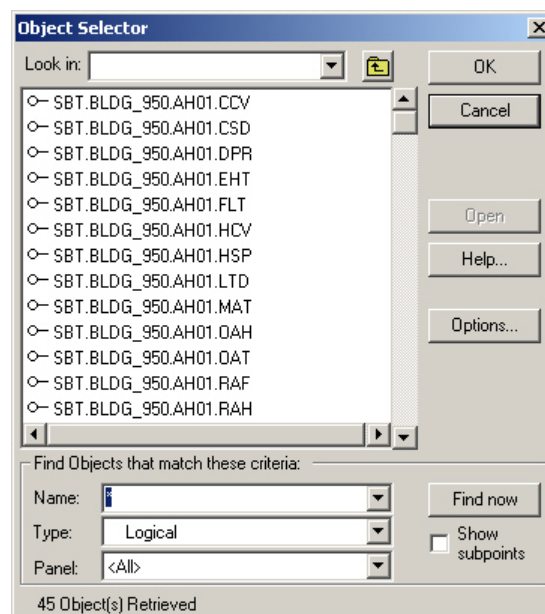 Object Selector
Look in:
OK
SBT.BLDG_950.AH01.CCV
SBT.BLDG_950.AH01.CSD
SBT.BLDG_950.AH01.DPR
SBT.BLDG_950.AH01.EHT
SBT.BLDG_950.AH01.FLT
SBT.BLDG_950.AH01.HCV
SBT.BLDG_950.AH01.HSP
SBT.BLDG_950.AH01.LTD
SBT.BLDG_950.AH01.MAT
SBT.BLDG_950.AH01.OAH
SBT.BLDG_950.AH01.OAT
SBT.BLDG_950.AH01.RAF
SBT.BLDG_950.AH01.RAH
Cancel
Open
Help...
Options...
Find Objects that match these criteria:
Name: *
Find now
Type: Logical
Show subpoints
Panel: <All>
45 Object(s) Retrieved